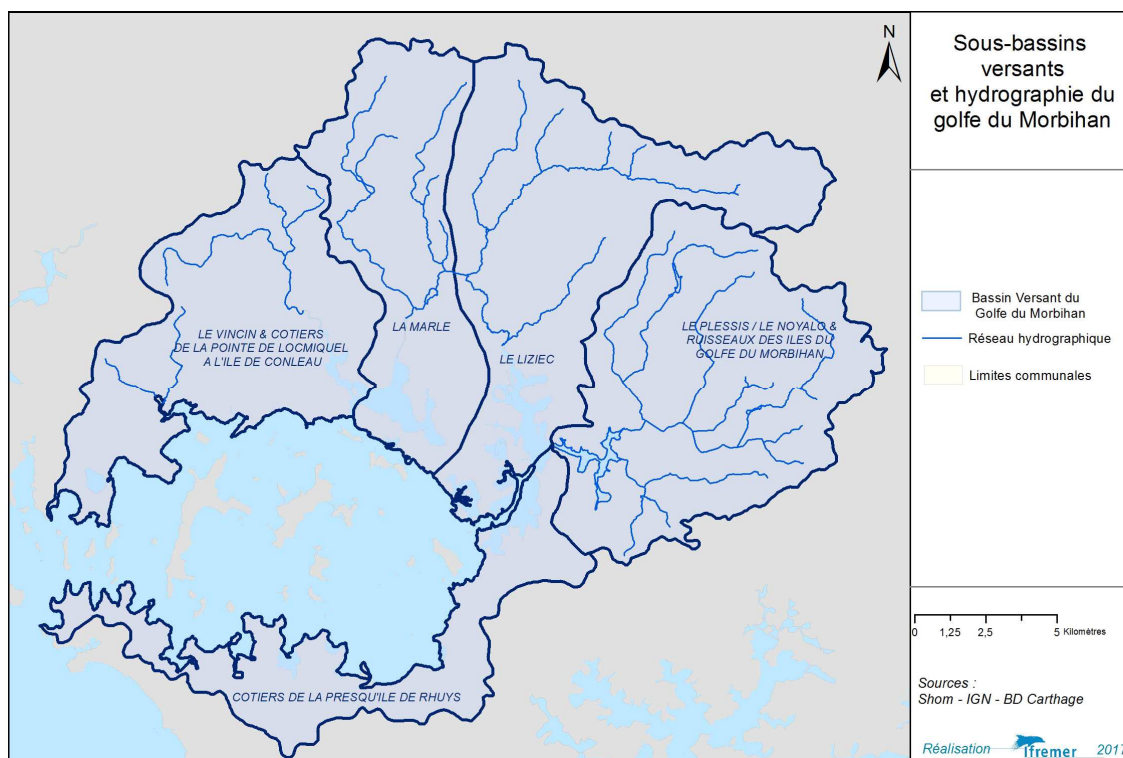 Sous-bassins
versants
et hydrographie du
golfe du Morbihan
N
LE VINCIN & COTIERS
DE LA POINTE DE LOCMIQUEL
A L'ILE DE CONLEAU
LA MARLE
LE LIZIEC
LE PLESSIS / LE NOYALO &
RUISSEAUX DES ILES DU
GOLFE DU MORBIHAN
COTIERS DE LA PRESQU'ILE DE RHUYS
Bassin Versant du
Golfe du Morbihan
Réseau hydrographique
Limites communales
0 1,25 2,5 5 Kilomètres
Sources :
Shom - IGN - BD Carthage
Réalisation Ifremer 2017